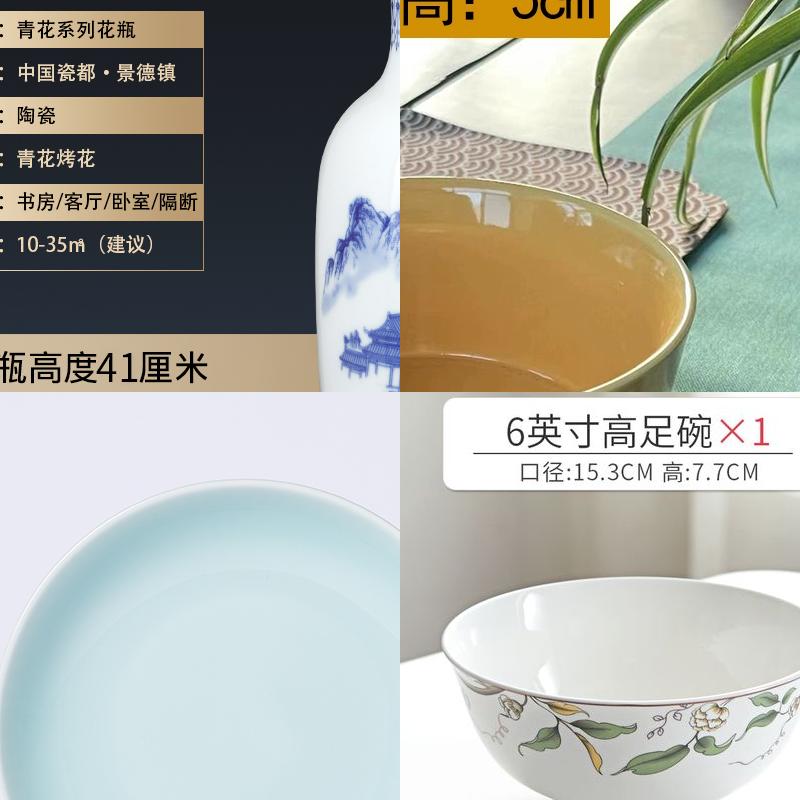 ：青花系列花瓶
：中国瓷都·景德镇
：陶瓷
：青花烤花
：书房/客厅/卧室/隔断
：10-35㎡（建议）
瓶高度41厘米
高：5cm
6英寸高足碗×1
口径:15.3CM 高:7.7CM